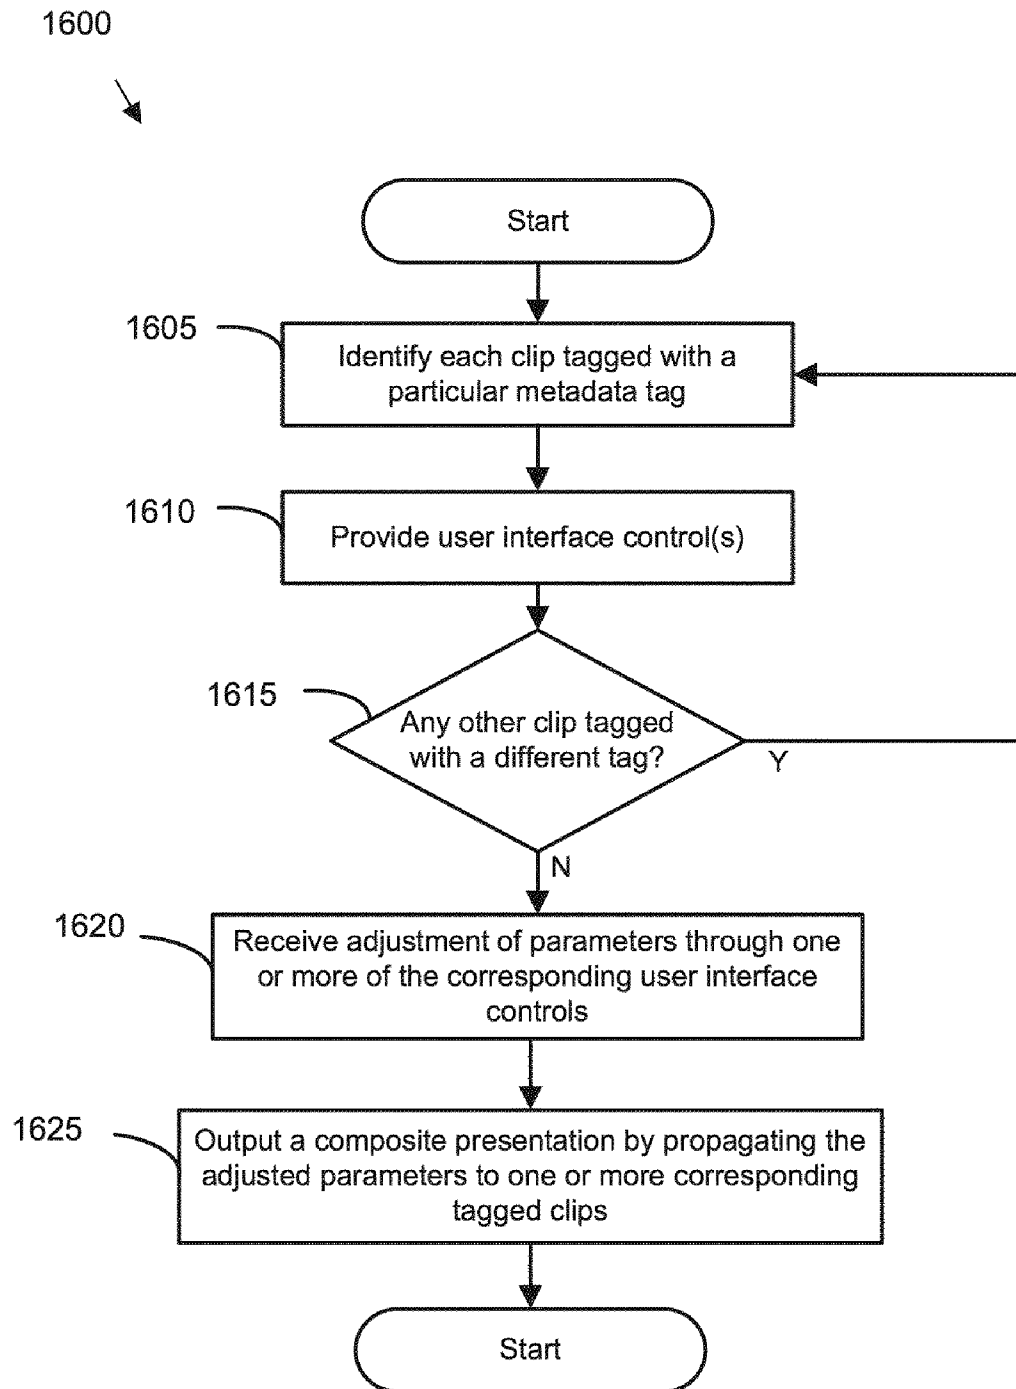 1600
Start
1605
Identify each clip tagged with a
particular metadata tag
1610
Provide user interface control(s)
1615
Any other clip tagged
with a different tag?
Y
N
1620
Receive adjustment of parameters through one
or more of the corresponding user interface
controls
1625
Output a composite presentation by propagating the
adjusted parameters to one or more corresponding
tagged clips
Start